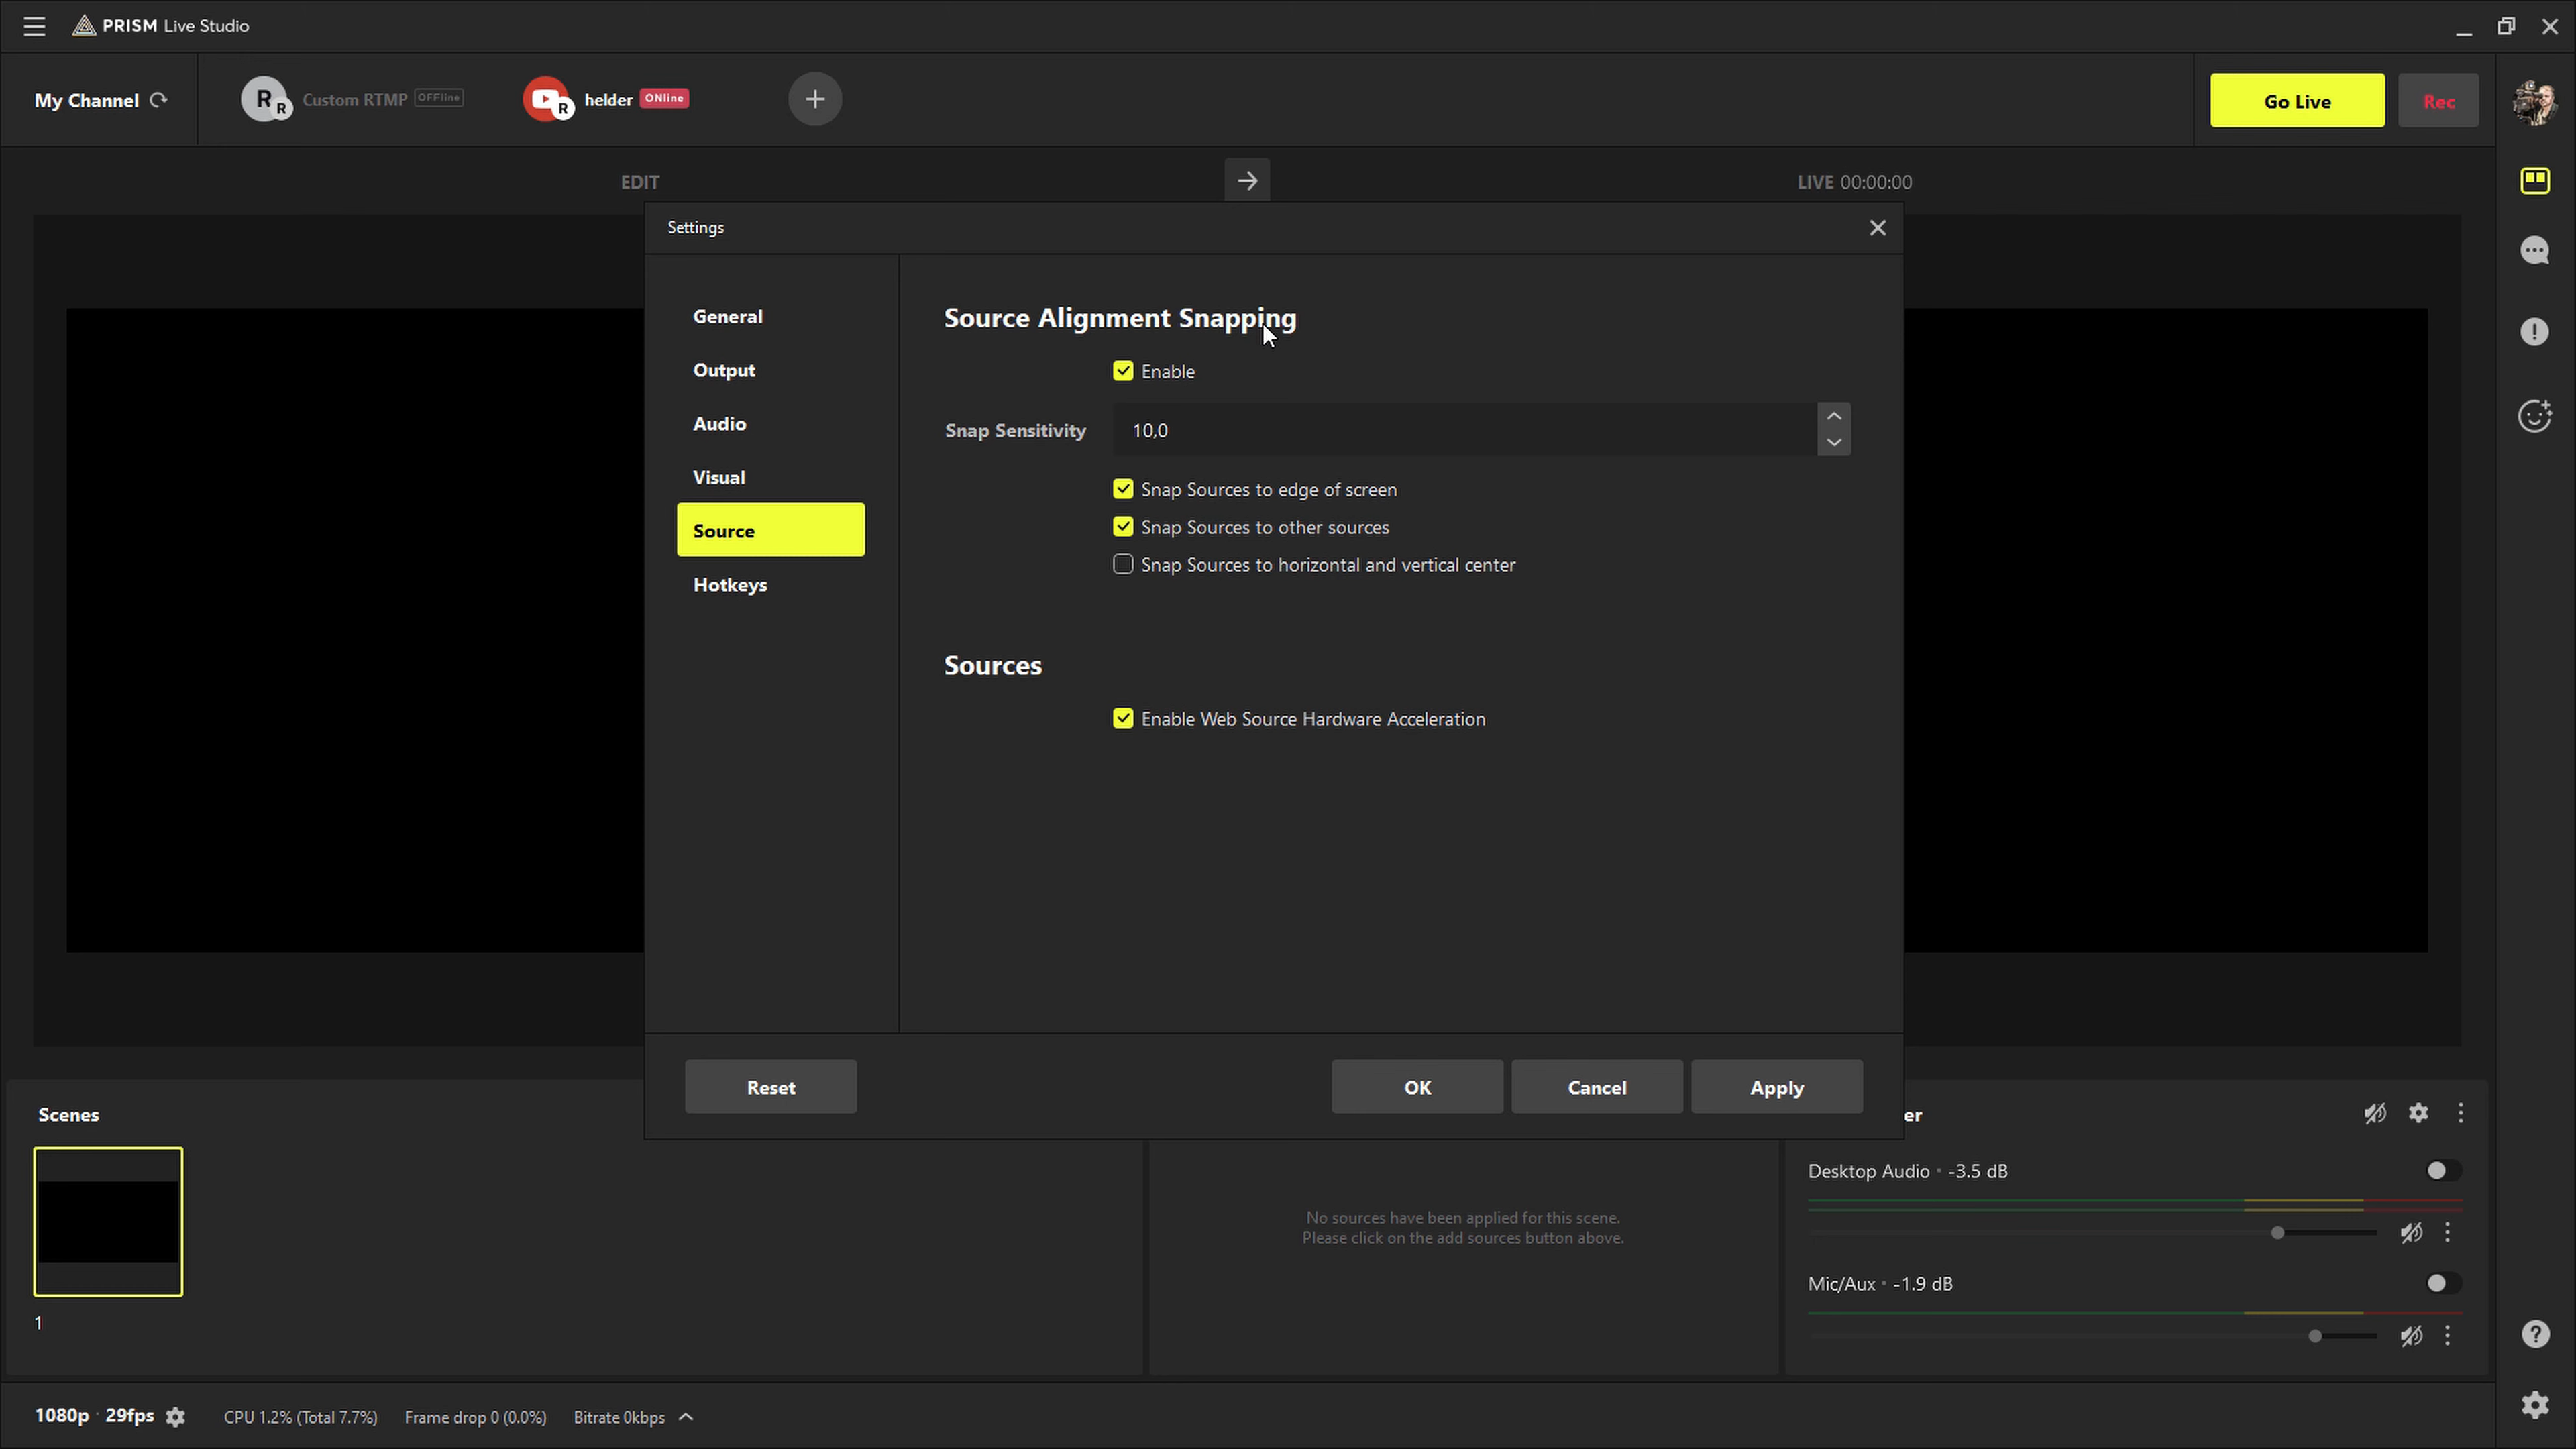 PRISM Live Studio
My Channel
R R Custom RTMP OFFline
R helder ONline
Go Live
Rec
EDIT
LIVE 00:00:00
Settings
General
Output
Audio
Visual
Source
Hotkeys
Source Alignment Snapping
Enable
Snap Sensitivity 10,0
Snap Sources to edge of screen
Snap Sources to other sources
Snap Sources to horizontal and vertical center
Sources
Enable Web Source Hardware Acceleration
Reset
OK
Cancel
Apply
Scenes
1
No sources have been applied for this scene.
Please click on the add sources button above.
er
Desktop Audio • -3.5 dB
Mic/Aux • -1.9 dB
1080p · 29fps
CPU 1.2% (Total 7.7%)
Frame drop 0 (0.0%)
Bitrate 0kbps